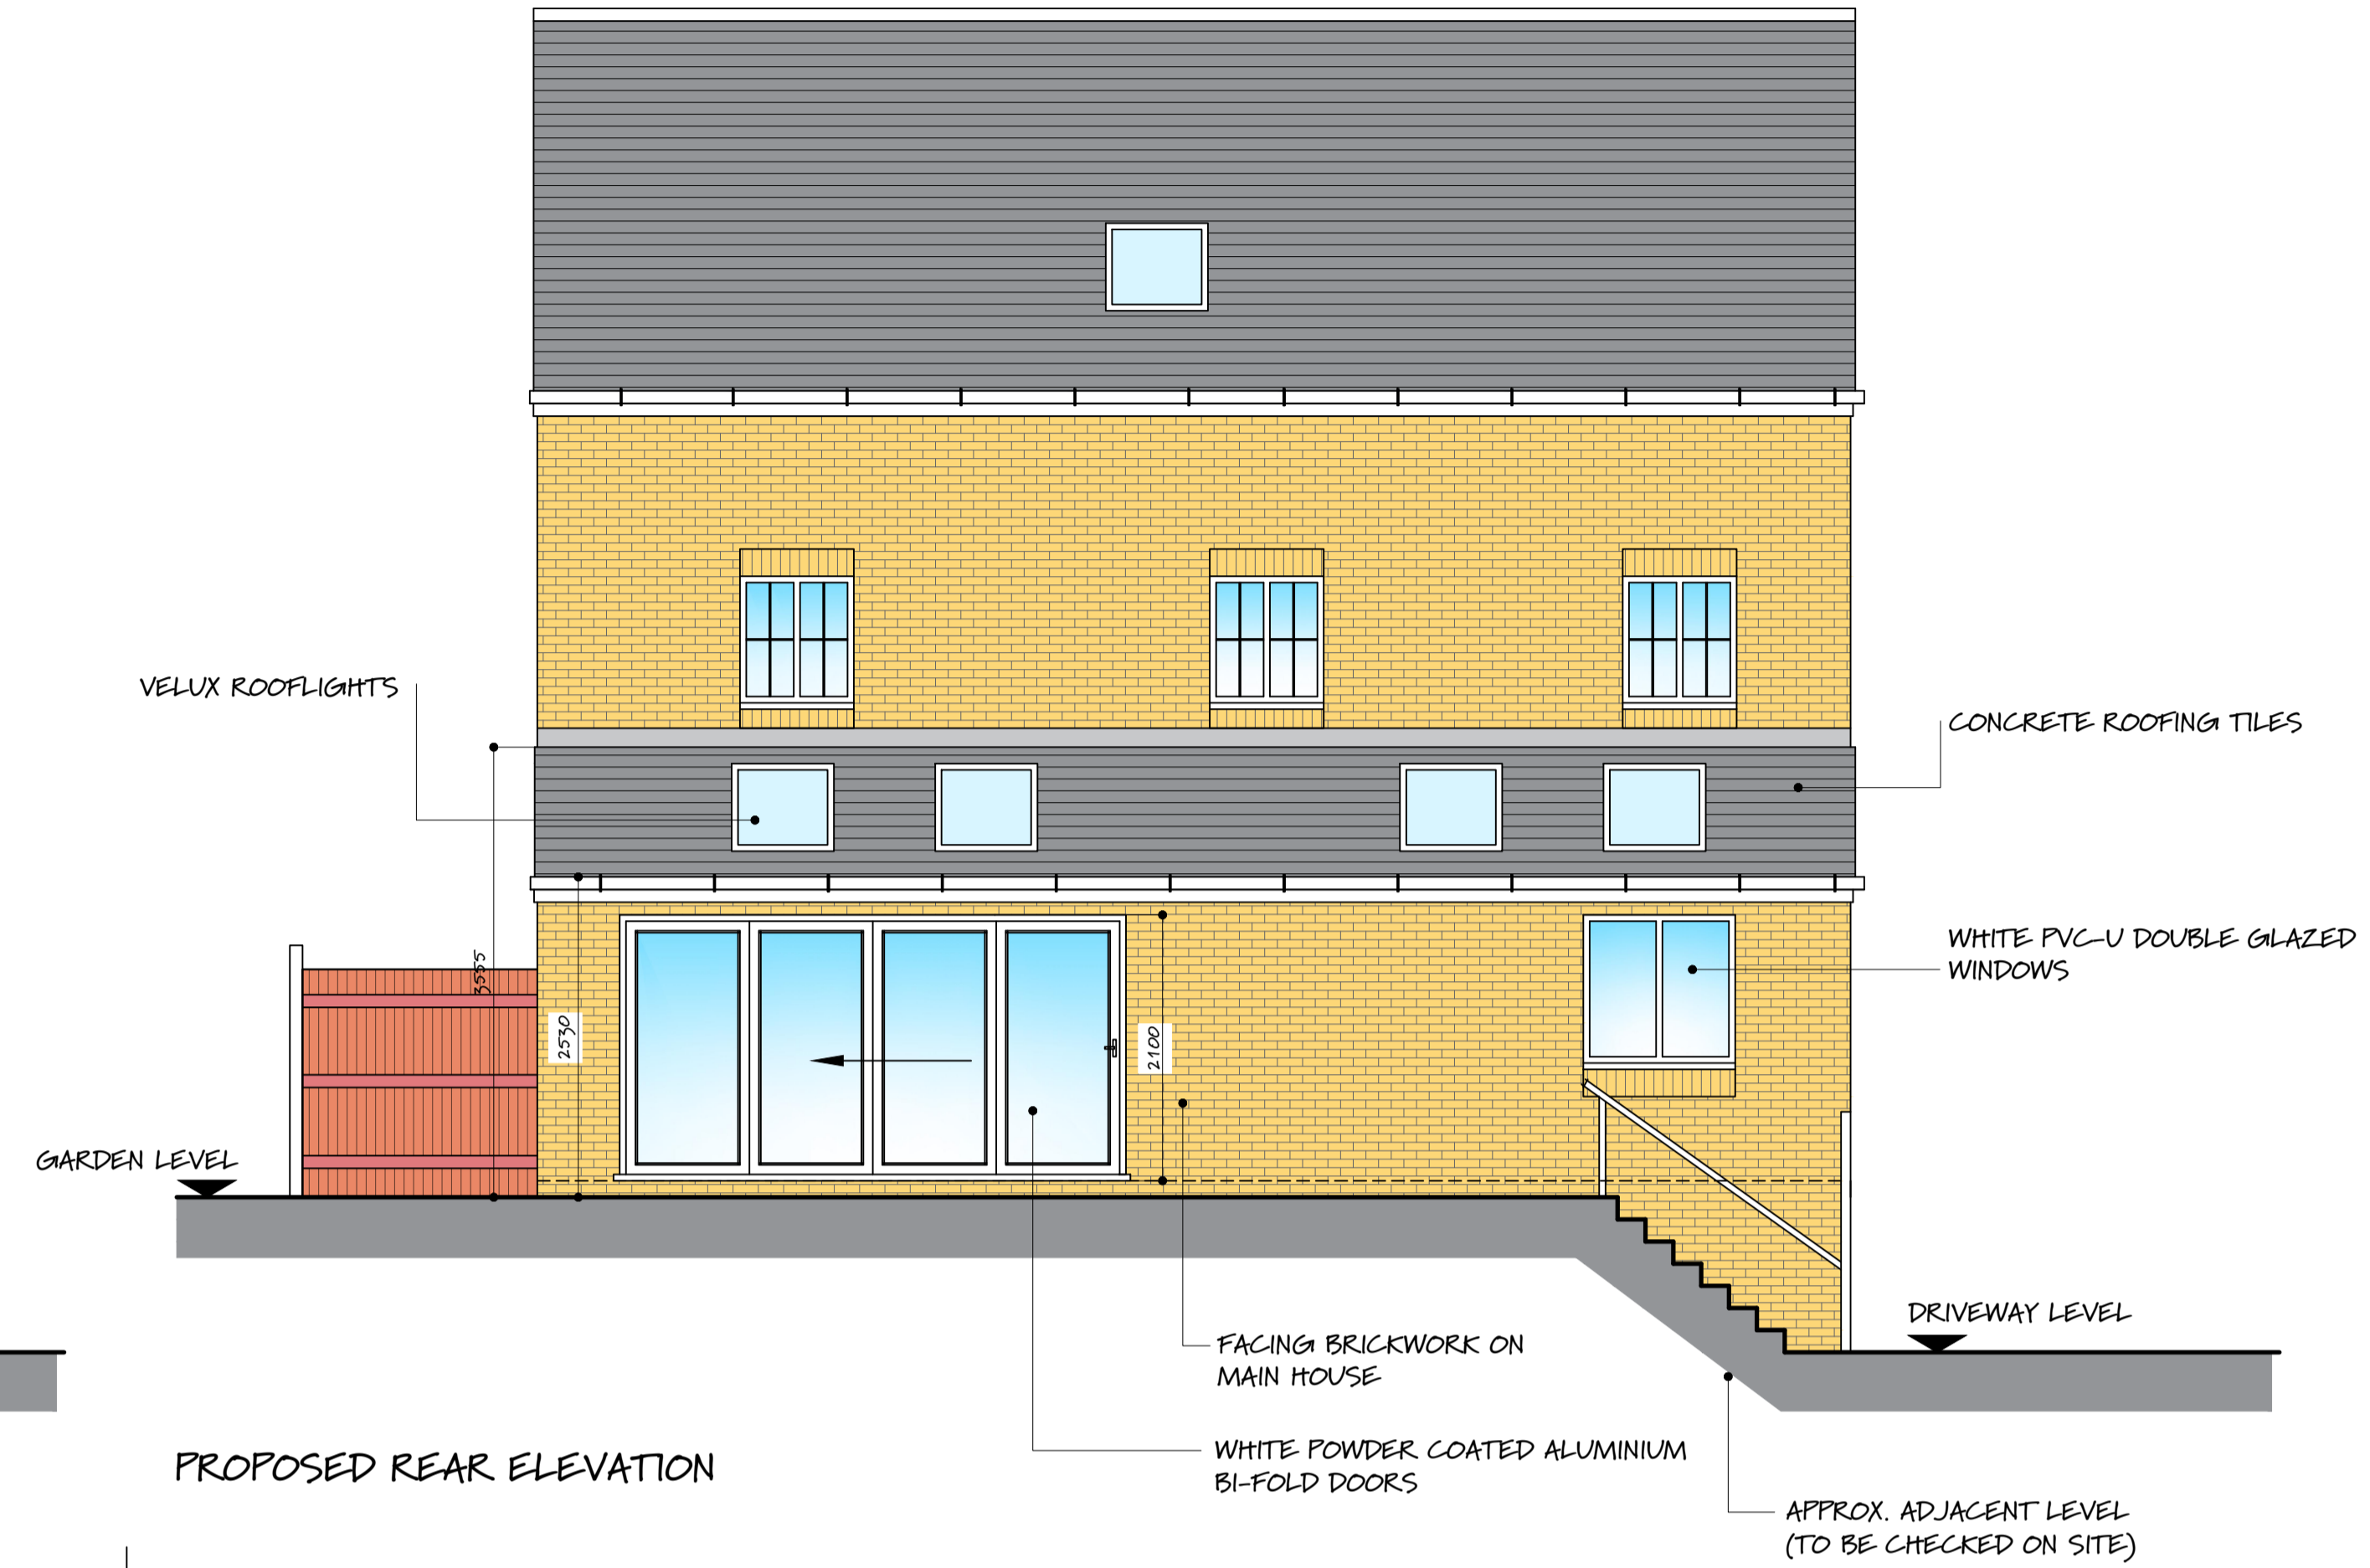 VELUX ROOFLIGHTS
CONCRETE ROOFING TILES
WHITE PVC-U DOUBLE GLAZED
WINDOWS
3555
2530
2100
GARDEN LEVEL
DRIVEWAY LEVEL
FACING BRICKWORK ON
MAIN HOUSE
WHITE POWDER COATED ALUMINIUM
BI-FOLD DOORS
PROPOSED REAR ELEVATION
APPROX. ADJACENT LEVEL
(TO BE CHECKED ON SITE)